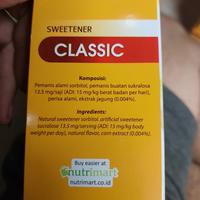 SWEETENER
CLASSIC
Komposisi:
Pemanis alami sorbitol, pemanis buatan sukralosa
13.5 mg/saji (ADI: 15 mg/kg berat badan per hari),
perisa alami, ekstrak jagung (0.004%).
Ingredients:
Natural sweetener sorbitol, artificial sweetener
sucralose 13.5 mg/serving (ADI: 15 mg/kg body
weight per day), natural flavor, corn extract (0.004%).
Buy easier at
nutrimart
nutrimart.co.id